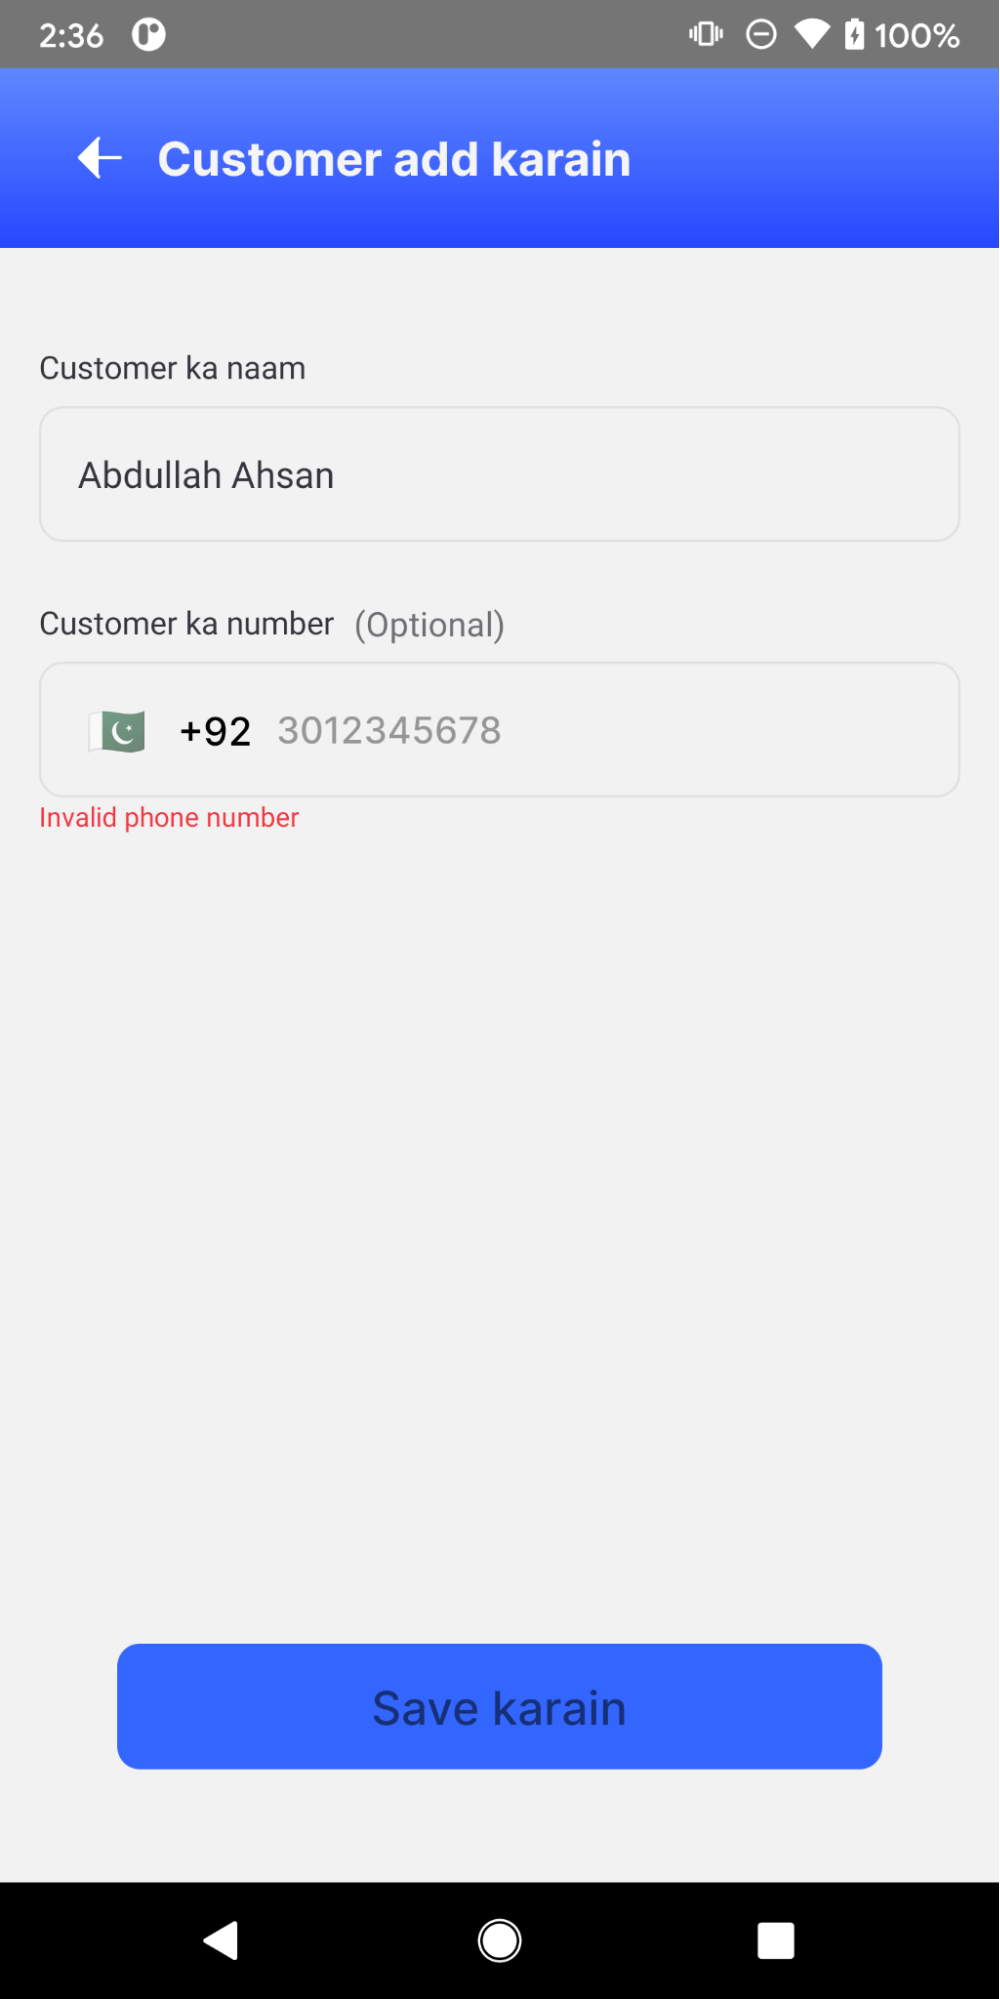 2:36 100%
Customer add karain
Customer ka naam
Abdullah Ahsan
Customer ka number (Optional)
+92 3012345678
Invalid phone number
Save karain